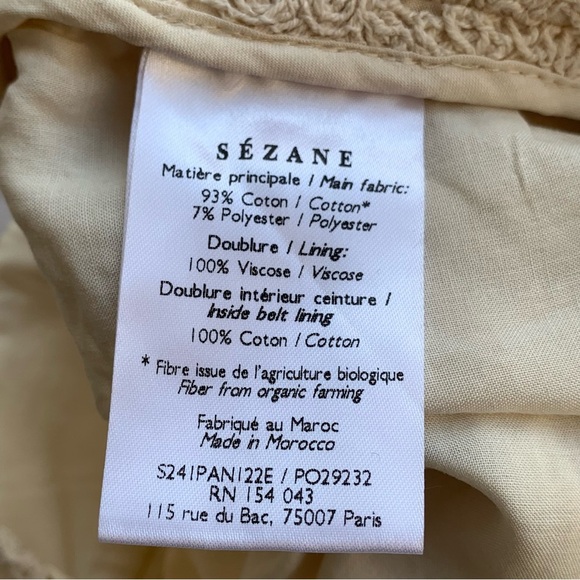 SÉZANE
Matière principale / Main fabric:
93% Coton / Cotton*
7% Polyester / Polyester
Doublure / Lining:
100% Viscose / Viscose
Doublure intérieur ceinture /
Inside belt lining
100% Coton / Cotton
* Fibre issue de l'agriculture biologique
Fiber from organic farming
Fabriqué au Maroc
Made in Morocco
S241PAN122E / PO29232
RN 154 043
115 rue du Bac, 75007 Paris